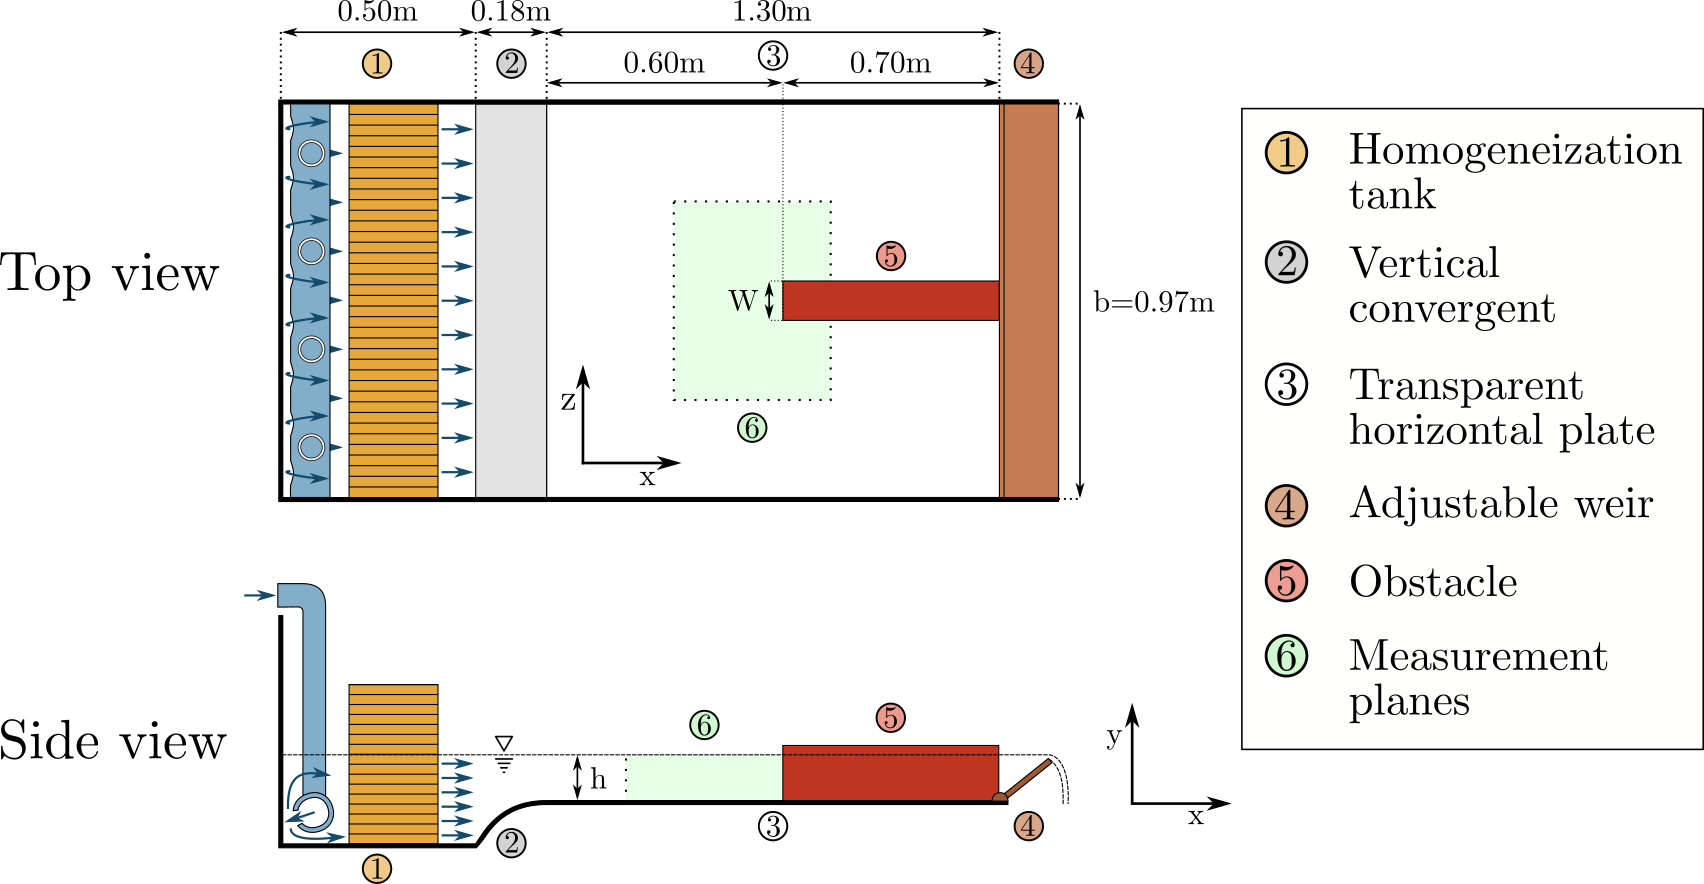 0.50m 0.18m 1.30m
1 2 3 4
0.60m 0.70m
Top view
5
W
b=0.97m
z
6
x
1 Homogeneization
tank
2 Vertical
convergent
3 Transparent
horizontal plate
4 Adjustable weir
5 Obstacle
6 Measurement
planes
Side view
6 5
h
y
x
1 2 3 4